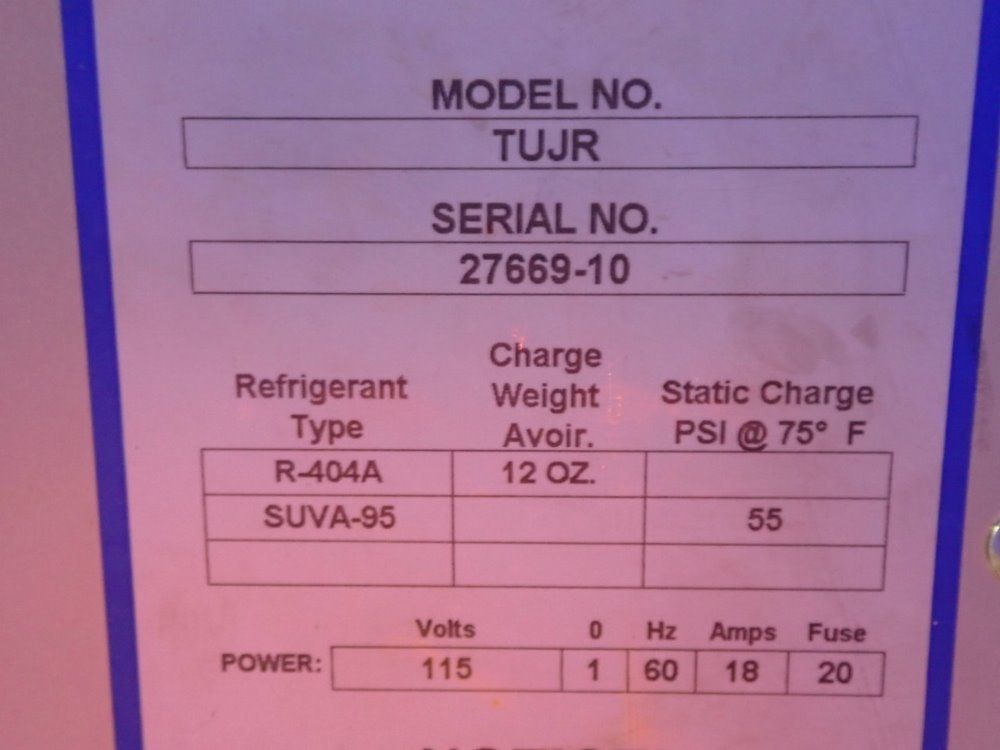 MODEL NO.
TUJR
SERIAL NO.
27669-10
Refrigerant Type Charge Weight Avoir. Static Charge PSI @ 75° F
R-404A 12 OZ.
SUVA-95 55
Volts 0 Hz Amps Fuse
POWER: 115 1 60 18 20